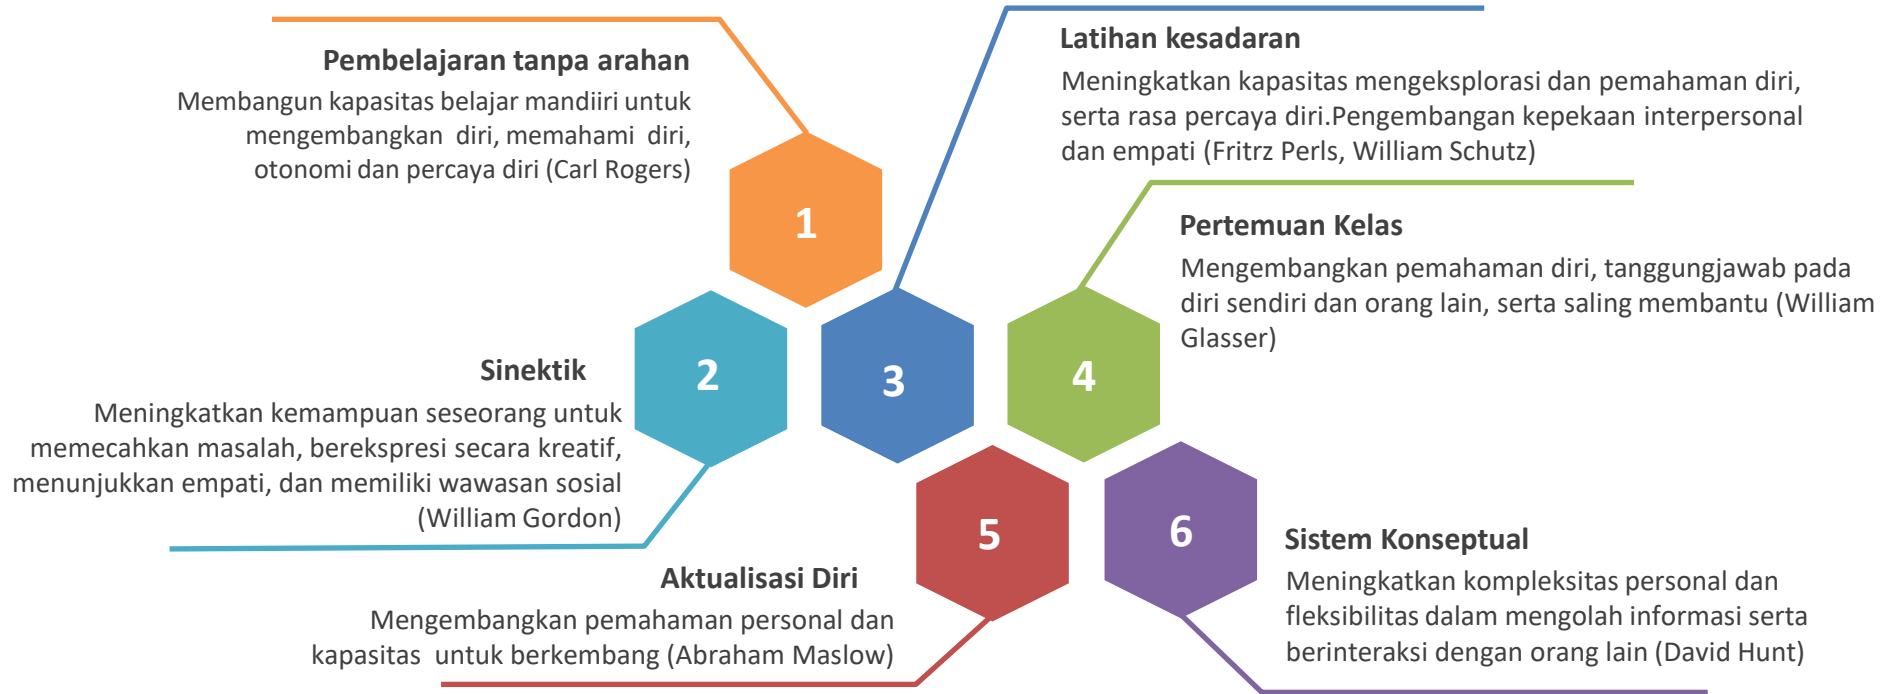 Pembelajaran tanpa arahan
Membangun kapasitas belajar mandiiri untuk
mengembangkan diri, memahami diri,
otonomi dan percaya diri (Carl Rogers)
1
Sinektik
Meningkatkan kemampuan seseorang untuk
memecahkan masalah, berekspresi secara kreatif,
menunjukkan empati, dan memiliki wawasan sosial
(William Gordon)
2
Latihan kesadaran
Meningkatkan kapasitas mengeksplorasi dan pemahaman diri,
serta rasa percaya diri.Pengembangan kepekaan interpersonal
dan empati (Fritrz Perls, William Schutz)
3
Pertemuan Kelas
Mengembangkan pemahaman diri, tanggungjawab pada
diri sendiri dan orang lain, serta saling membantu (William
Glasser)
4
Aktualisasi Diri
Mengembangkan pemahaman personal dan
kapasitas untuk berkembang (Abraham Maslow)
5
6
Sistem Konseptual
Meningkatkan kompleksitas personal dan
fleksibilitas dalam mengolah informasi serta
berinteraksi dengan orang lain (David Hunt)